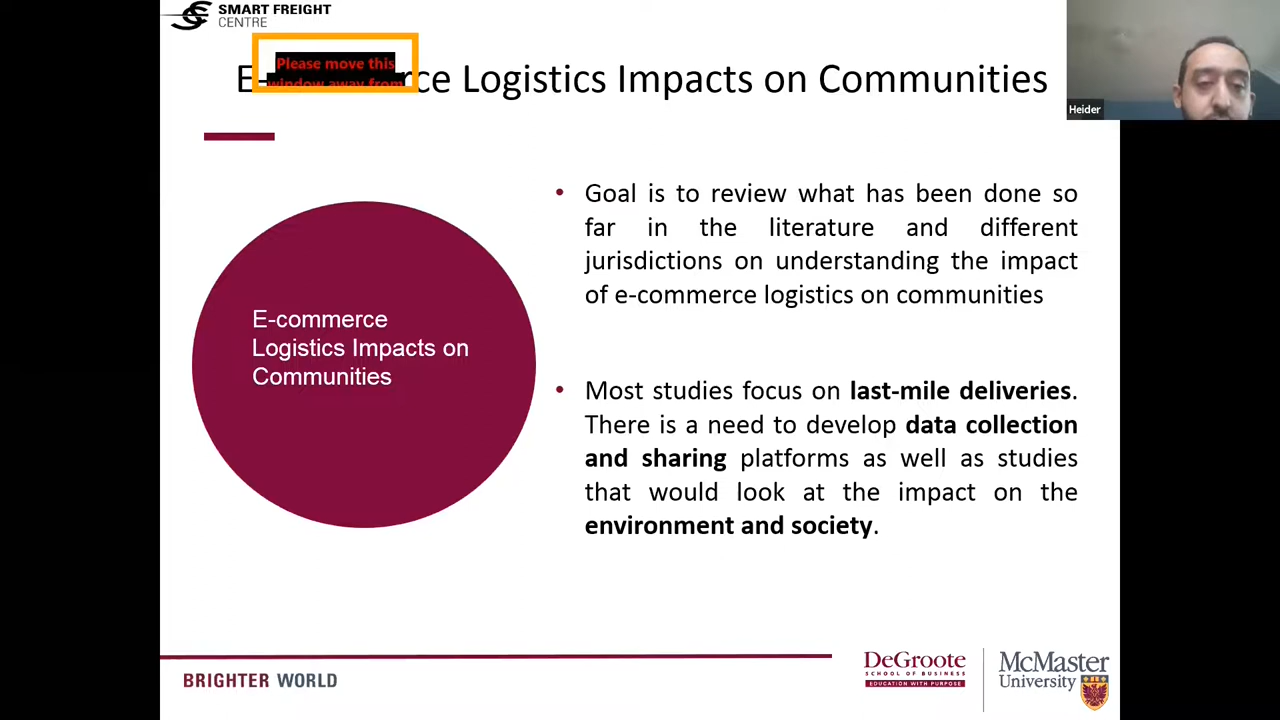 SMART FREIGHT
CENTRE
Please move this
window away from
E- rce Logistics Impacts on Communities
Heider
E-commerce
Logistics Impacts on
Communities
• Goal is to review what has been done so
far in the literature and different
jurisdictions on understanding the impact
of e-commerce logistics on communities
• Most studies focus on last-mile deliveries.
There is a need to develop data collection
and sharing platforms as well as studies
that would look at the impact on the
environment and society.
BRIGHTER WORLD
DeGroote
SCHOOL OF BUSINESS
EDUCATION WITH PURPOSE
McMaster
University